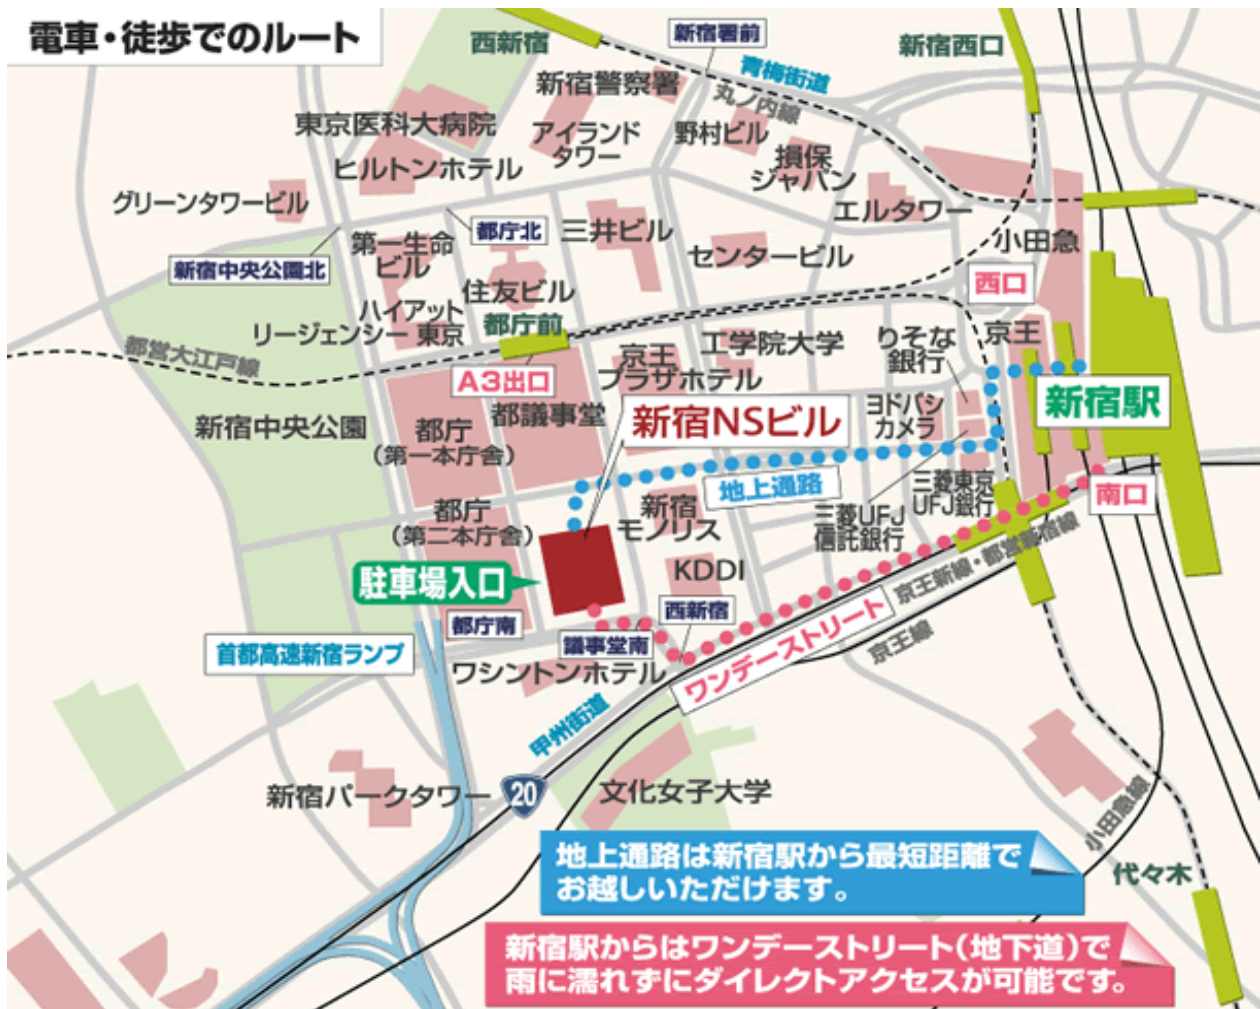 電車・徒歩でのルート
西新宿
新宿署前
新宿西口
青梅街道
新宿警察署
丸ノ内線
東京医科大病院
アイランド
タワー
野村ビル
損保
ジャパン
ヒルトンホテル
グリーンタワービル
エルタワー
都庁北
三井ビル
第一生命
ビル
小田急
新宿中央公園北
センタービル
西口
住友ビル
ハイアット
リージェンシー 東京
都庁前
京王
りそな
銀行
工学院大学
都営大江戸線
京王
プラザホテル
A3出口
新宿駅
都議事堂
新宿NSビル
ヨドバシ
カメラ
新宿中央公園
都庁
(第一本庁舎)
地上通路
三菱東京
UFJ銀行
南口
都庁
(第二本庁舎)
新宿
モノリス
三菱UFJ
信託銀行
KDDI
駐車場入口
京王新線・都営新宿線
西新宿
都庁南
議事堂南
ワンデーストリート
京王線
首都高速新宿ランプ
ワシントンホテル
甲州街道
20
新宿パークタワー
文化女子大学
小田急線
代々木
地上通路は新宿駅から最短距離で
お越しいただけます。
新宿駅からはワンデーストリート(地下道)で
雨に濡れずにダイレクトアクセスが可能です。